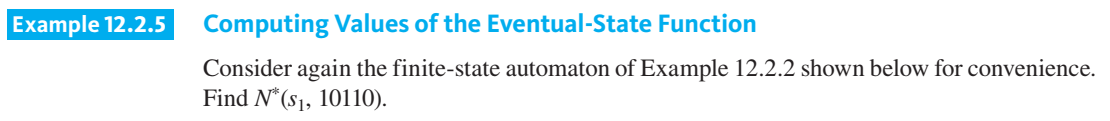 Example 12.2.5 Computing Values of the Eventual-State Function
Consider again the finite-state automaton of Example 12.2.2 shown below for convenience.
Find N*(s₁, 10110).